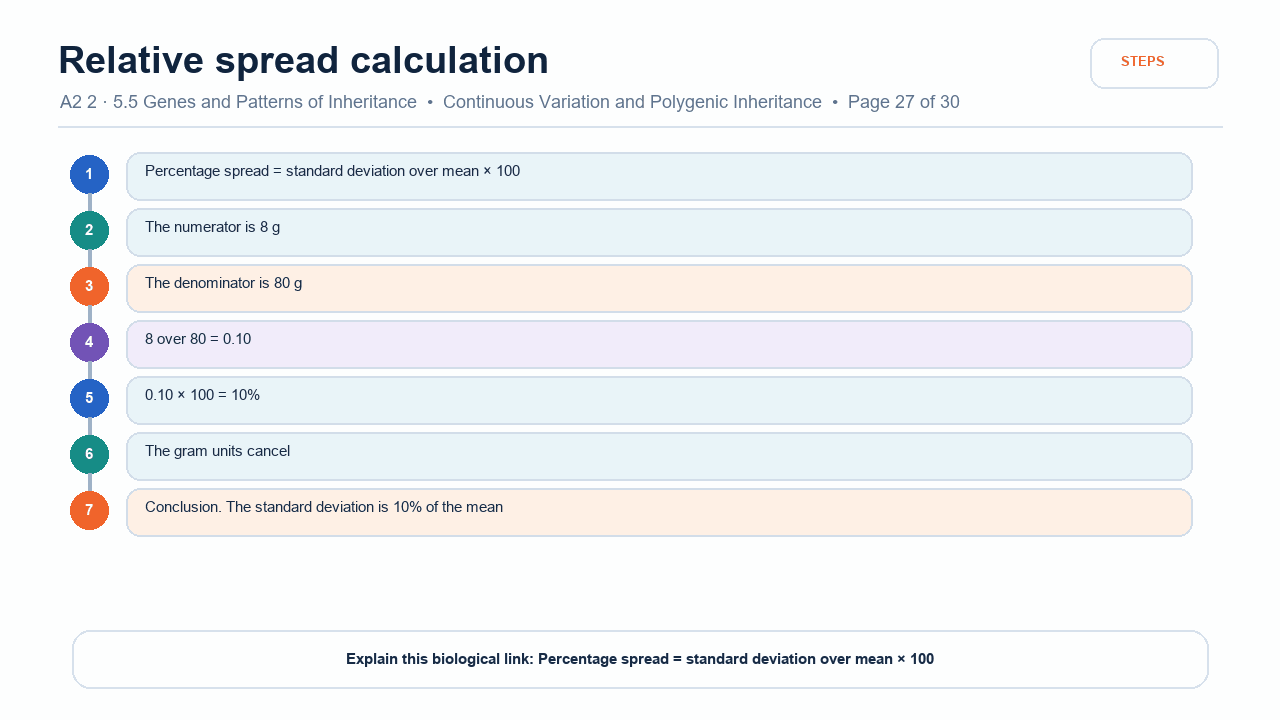 Relative spread calculation
STEPS
A2 2 · 5.5 Genes and Patterns of Inheritance • Continuous Variation and Polygenic Inheritance • Page 27 of 30
1 Percentage spread = standard deviation over mean × 100
2 The numerator is 8 g
3 The denominator is 80 g
4 8 over 80 = 0.10
5 0.10 × 100 = 10%
6 The gram units cancel
7 Conclusion. The standard deviation is 10% of the mean
Explain this biological link: Percentage spread = standard deviation over mean × 100